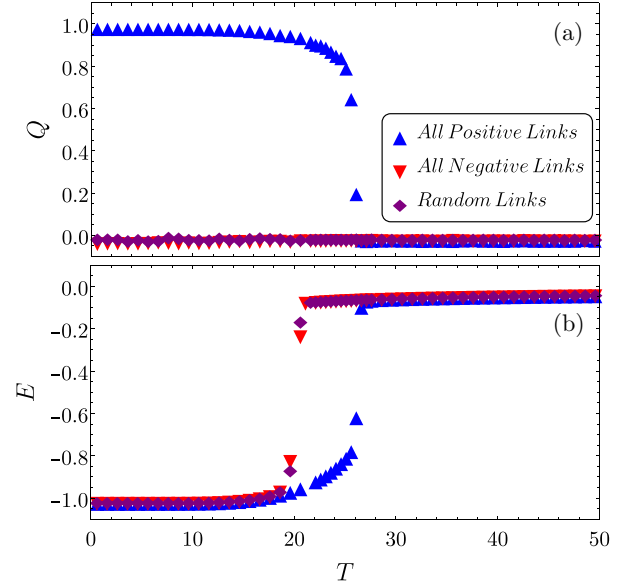 1.0
(a)
0.8
0.6
Q
All Positive Links
0.4
All Negative Links
0.2
Random Links
0.0
0.0
(b)
−0.2
−0.4
E
−0.6
−0.8
−1.0
0 10 20 30 40 50
T